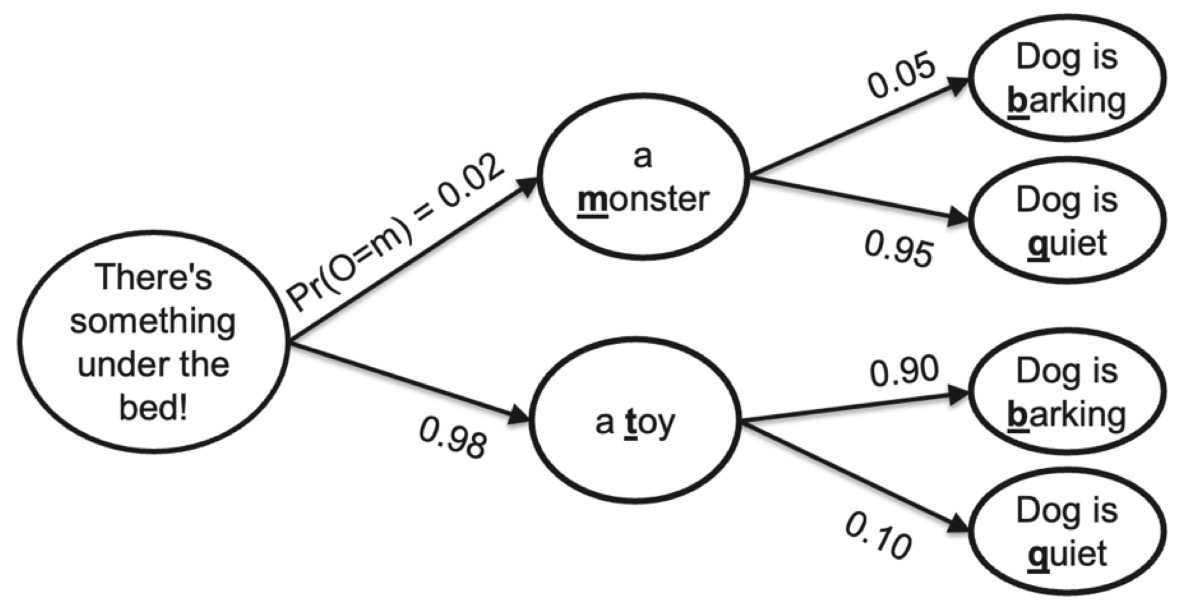 There's
something
under the
bed!
Pr(O=m) = 0.02
0.98
a
monster
a toy
0.05
0.95
0.90
0.10
Dog is
barking
Dog is
quiet
Dog is
barking
Dog is
quiet